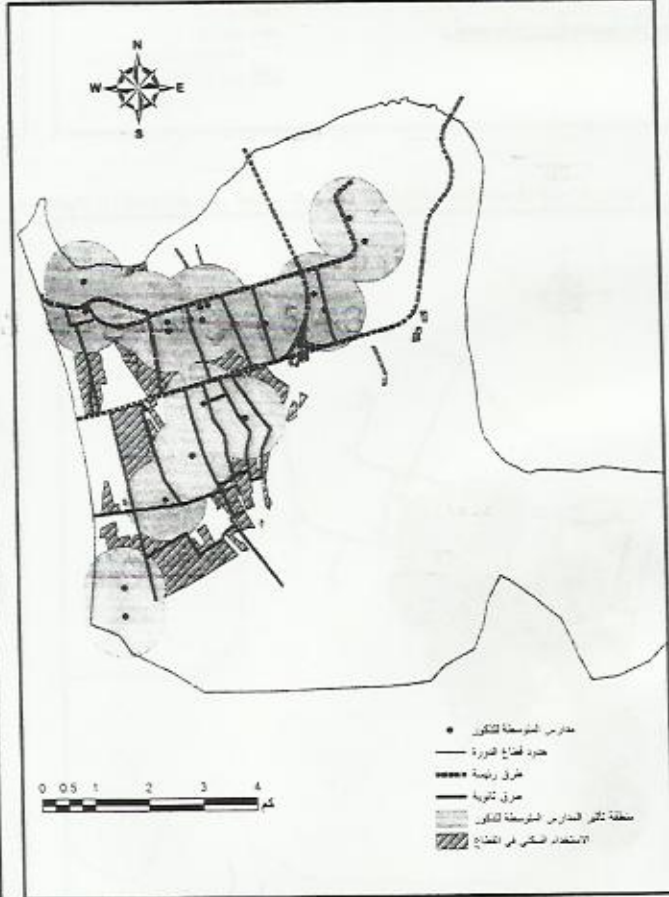 N
W E
S
مدارس المتوسطة للذكور
حدود قطاع الدورة
طرق رئيسة
طرق ثانوية
منطقة تأثير المدارس المتوسطة للذكور
الاستخدام السكني في القطاع
0 0.5 1 2 3 4
كم